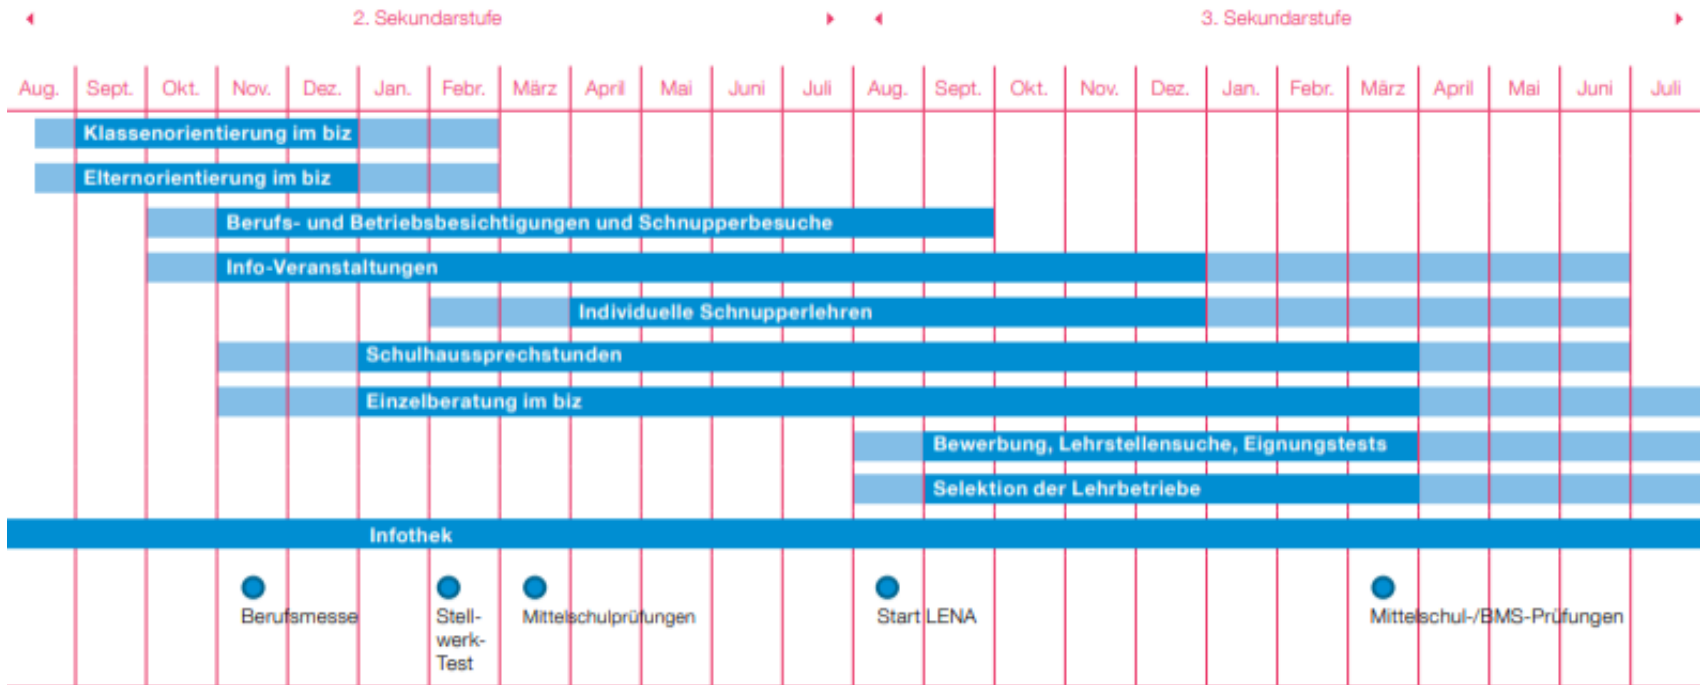 2. Sekundarstufe 3. Sekundarstufe
Aug. Sept. Okt. Nov. Dez. Jan. Febr. März April Mai Juni Juli Aug. Sept. Okt. Nov. Dez. Jan. Febr. März April Mai Juni Juli
Klassenorientierung im biz
Elternorientierung im biz
Berufs- und Betriebsbesichtigungen und Schnupperbesuche
Info-Veranstaltungen
Individuelle Schnupperlehren
Schulhaussprechstunden
Einzelberatung im biz
Bewerbung, Lehrstellensuche, Eignungstests
Selektion der Lehrbetriebe
Infothek
Berufsmesse
Stell-
werk-
Test
Mittelschulprüfungen
Start LENA
Mittelschul-/BMS-Prüfungen